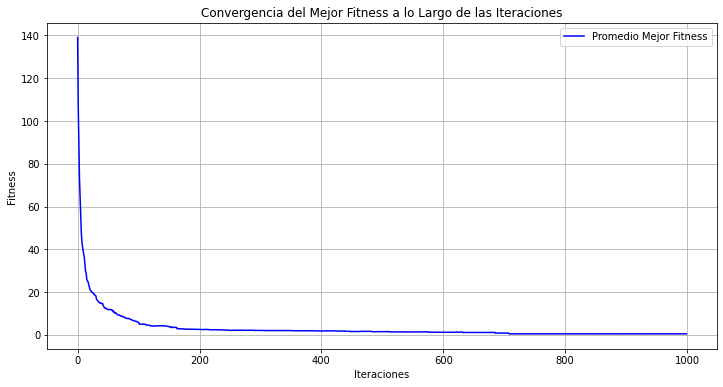 Convergencia del Mejor Fitness a lo Largo de las Iteraciones
Promedio Mejor Fitness
140
120
100
80
60
40
20
0
Fitness
0 200 400 600 800 1000
Iteraciones